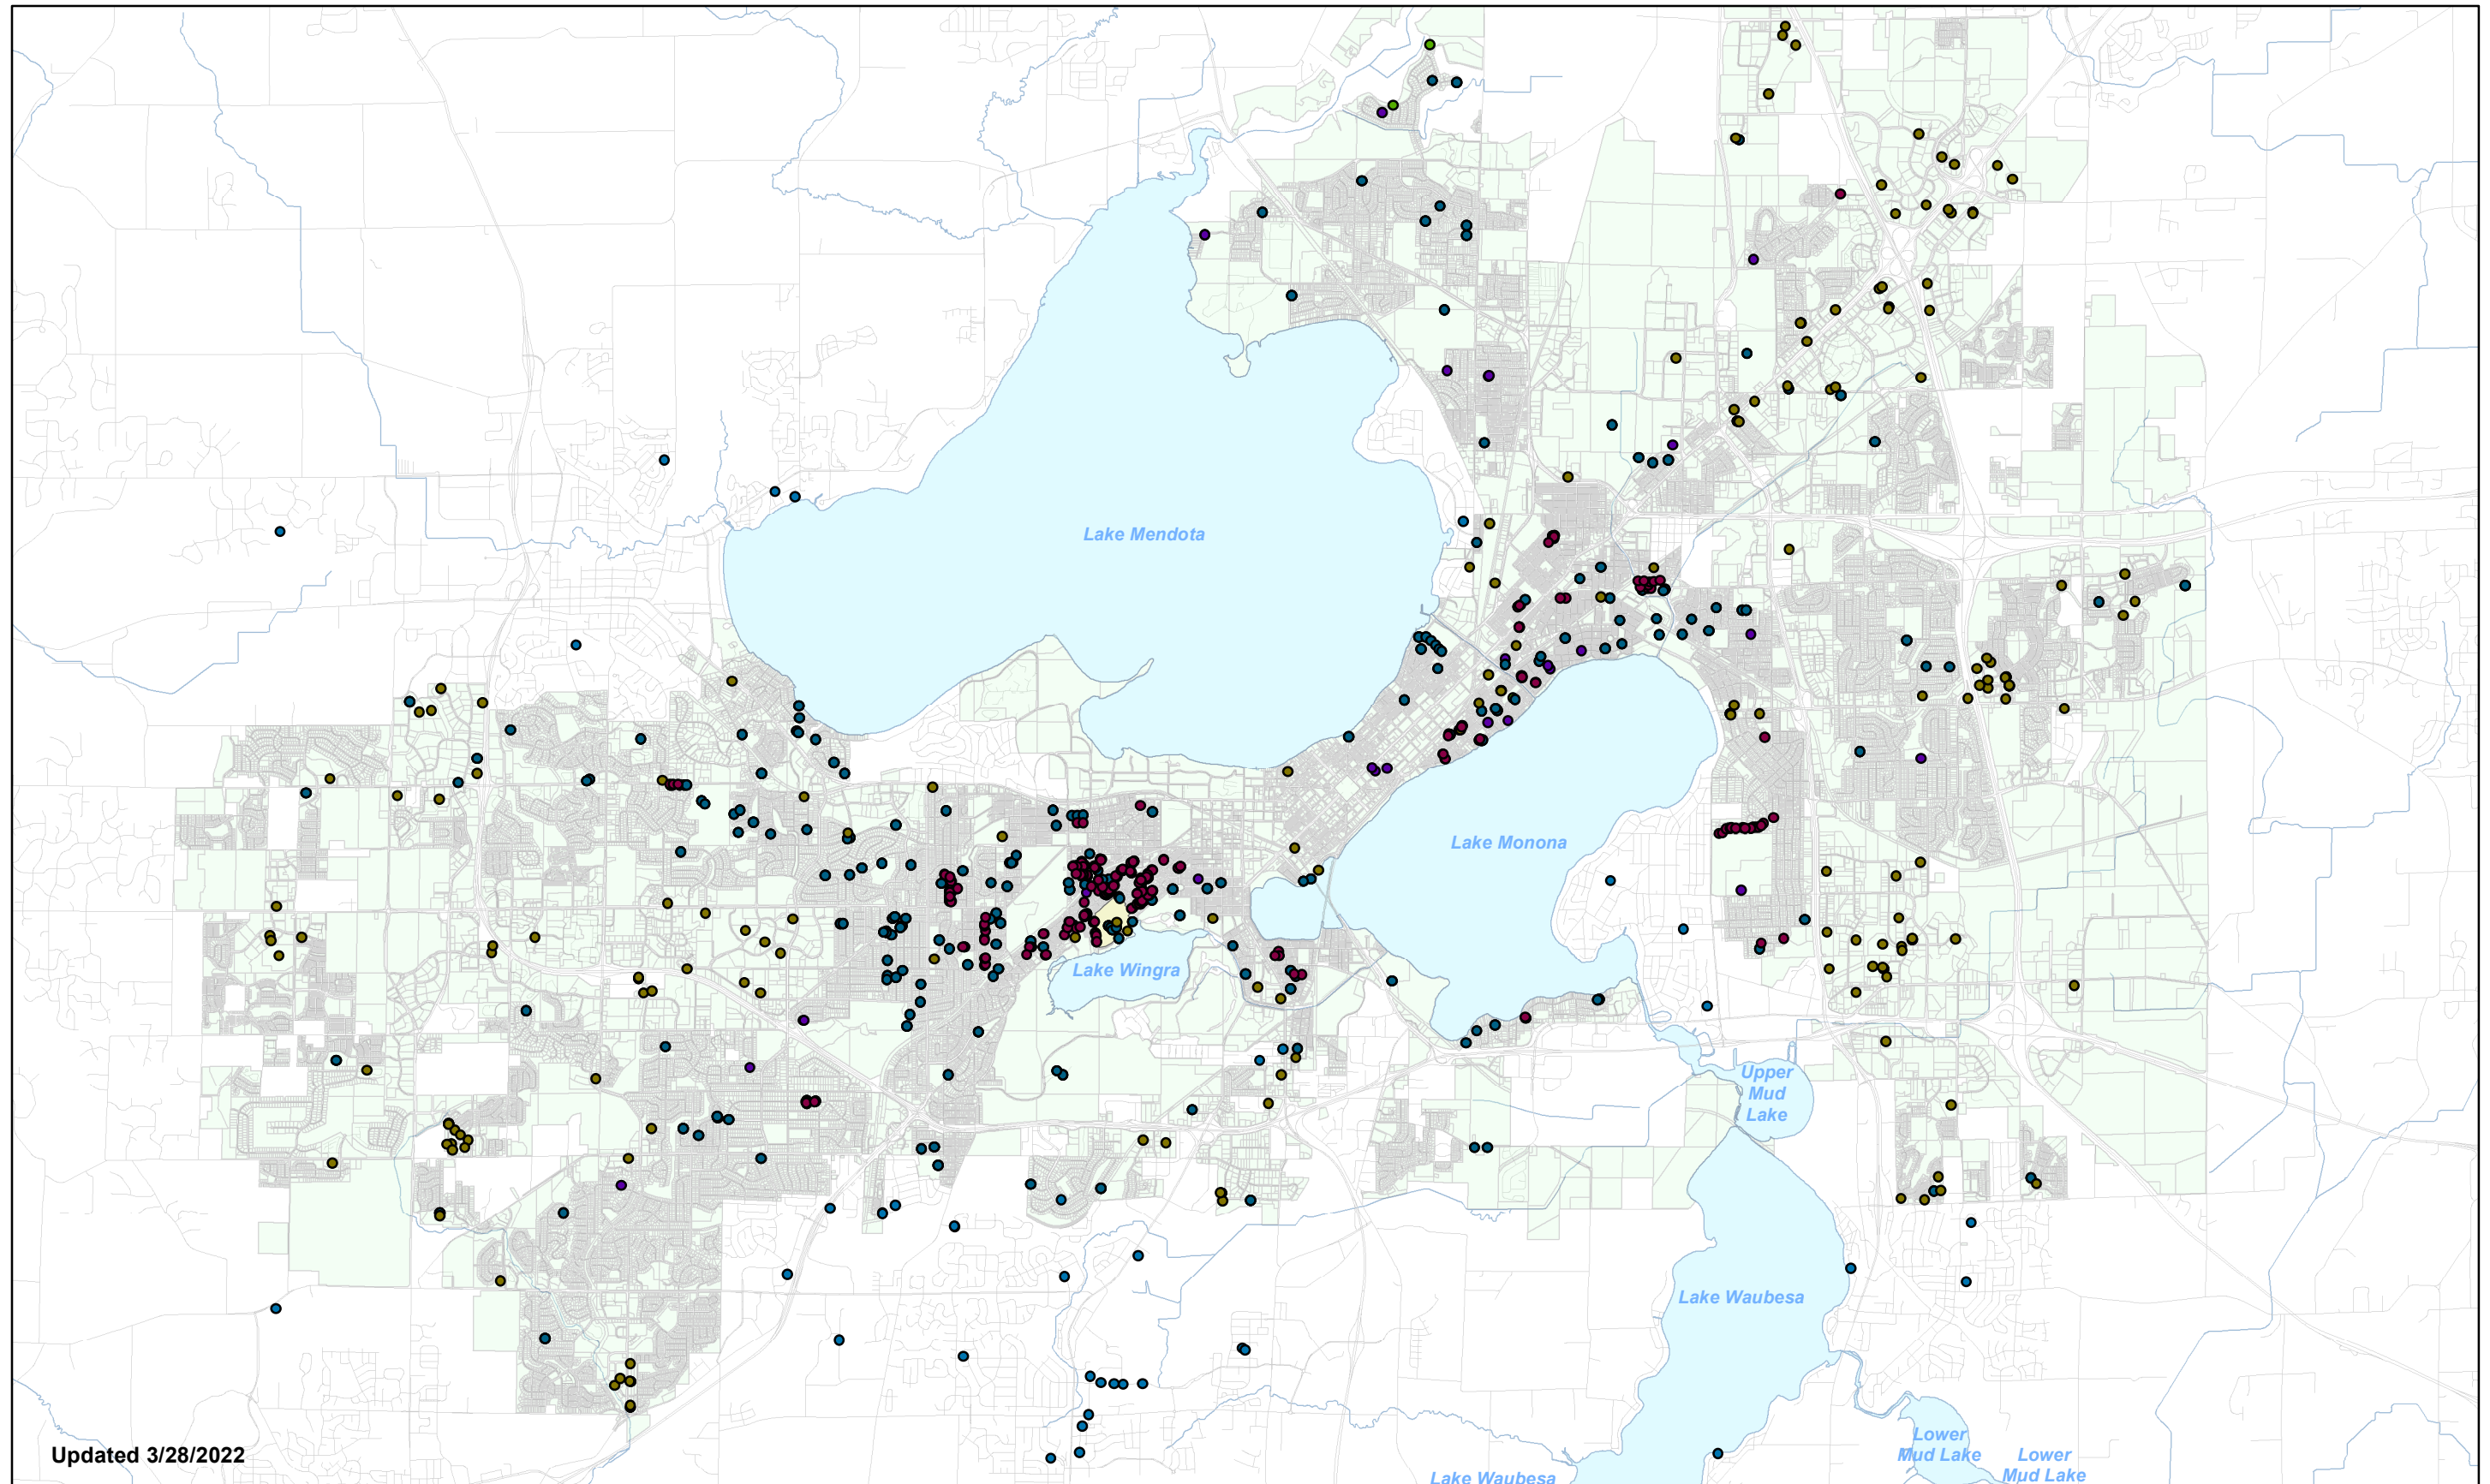 Lake Mendota
Lake Monona
Lake Wingra
Upper
Mud
Lake
Lake Waubesa
Updated 3/28/2022
Lower
Mud Lake
Lower
Mud Lake
Lake Waubesa